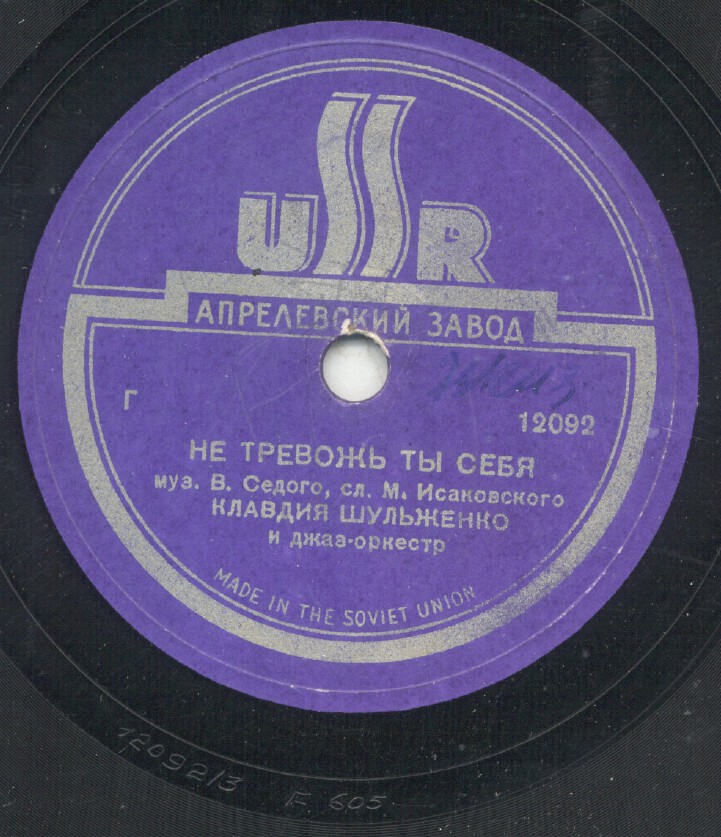 USSR
АПРЕЛЕВСКИЙ ЗАВОД
Г
12092
НЕ ТРЕВОЖЬ ТЫ СЕБЯ
муз. В. Седого, сл. М. Исаковского
КЛАВДИЯ ШУЛЬЖЕНКО
и джаз-оркестр
MADE IN THE SOVIET UNION
12092/3 F 605